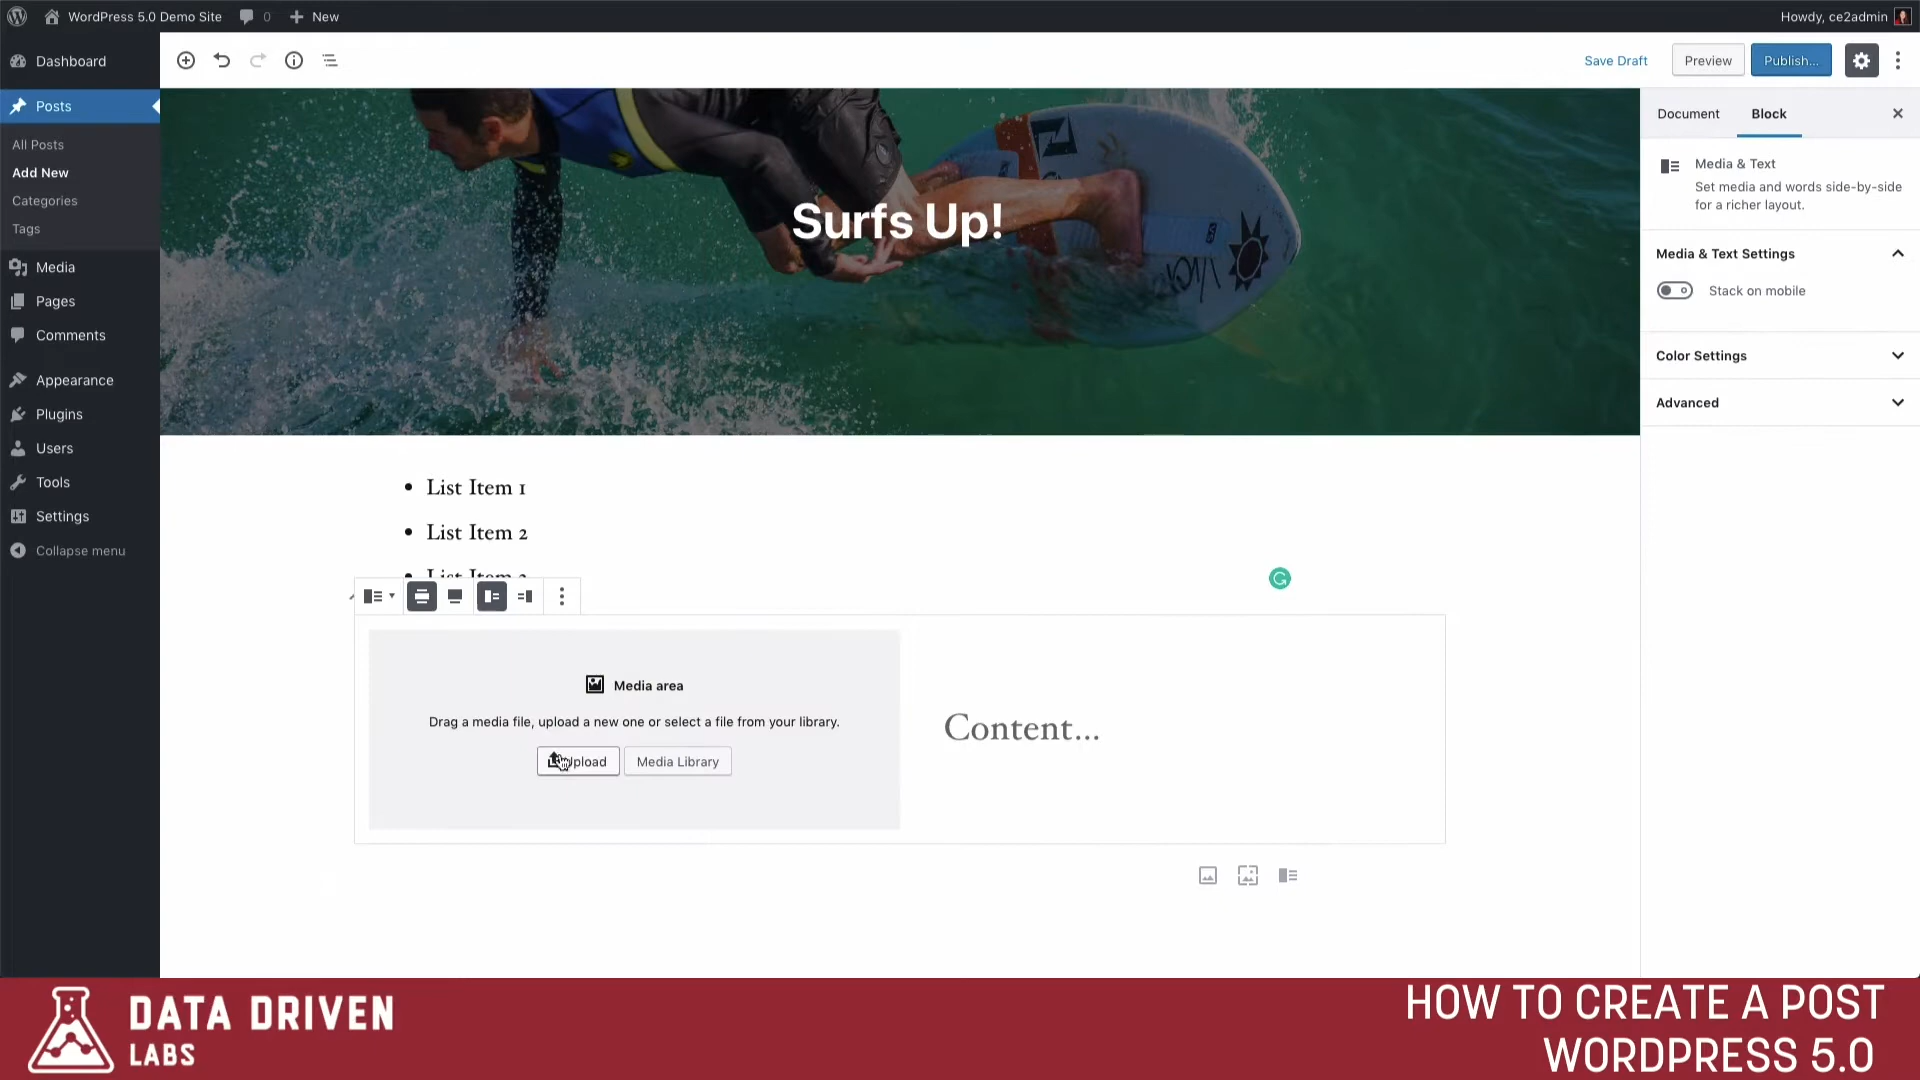 WordPress 5.0 Demo Site
0
New
Howdy, ce2admin
Dashboard
Posts
All Posts
Add New
Categories
Tags
Media
Pages
Comments
Appearance
Plugins
Users
Tools
Settings
Collapse menu
Save Draft
Preview
Publish...
Surfs Up!
List Item 1
List Item 2
List Item 3
Media area
Drag a media file, upload a new one or select a file from your library.
Upload
Media Library
Content...
Document
Block
Media & Text
Set media and words side-by-side
for a richer layout.
Media & Text Settings
Stack on mobile
Color Settings
Advanced
DATA DRIVEN
LABS
HOW TO CREATE A POST
WORDPRESS 5.0